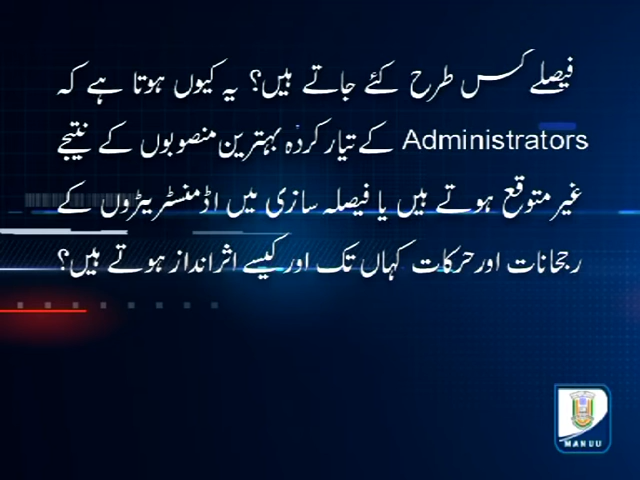 فیصلے کس طرح کئے جاتے ہیں؟ یہ کیوں ہوتا ہے کہ
Administrators کے تیار کردہ بہترین منصوبوں کے نتیجے
غیر متوقع ہوتے ہیں یا فیصلہ سازی میں اڈمنسٹریٹروں کے
رجحانات اور حرکات کہاں تک اور کیسے اثر انداز ہوتے ہیں؟
MANUU